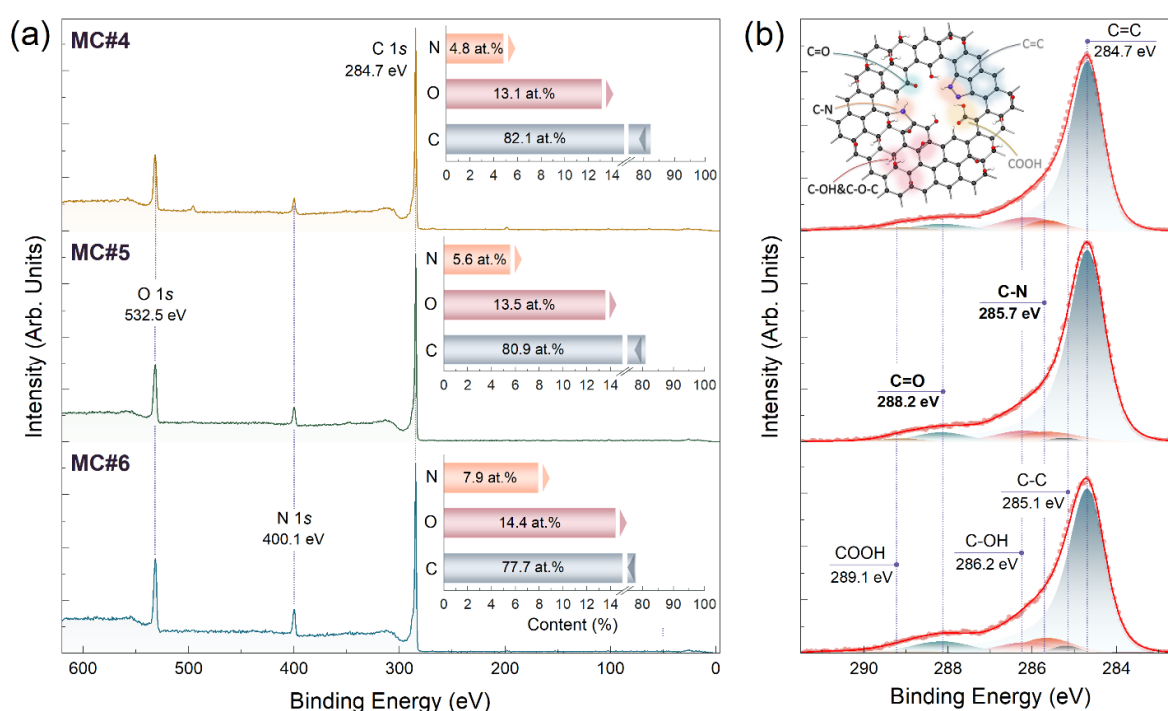 (a)
MC#4
C 1s
284.7 eV
N
4.8 at.%
O
13.1 at.%
C
82.1 at.%
0 2 4 6 8 10 12 14 80 100
MC#5
O 1s
532.5 eV
N
5.6 at.%
O
13.5 at.%
C
80.9 at.%
0 2 4 6 8 10 12 14 80 100
MC#6
N 1s
400.1 eV
N
7.9 at.%
O
14.4 at.%
C
77.7 at.%
0 2 4 6 8 10 12 14 80 100
Content (%)
Intensity (Arb. Units)
600 500 400 300 200 100 0
Binding Energy (eV)
(b)
C=O
C=C
C-N
COOH
C-OH&C-O-C
C=C
284.7 eV
C-N
285.7 eV
C=O
288.2 eV
C-C
285.1 eV
C-OH
286.2 eV
COOH
289.1 eV
Intensity (Arb. Units)
290 288 286 284
Binding Energy (eV)